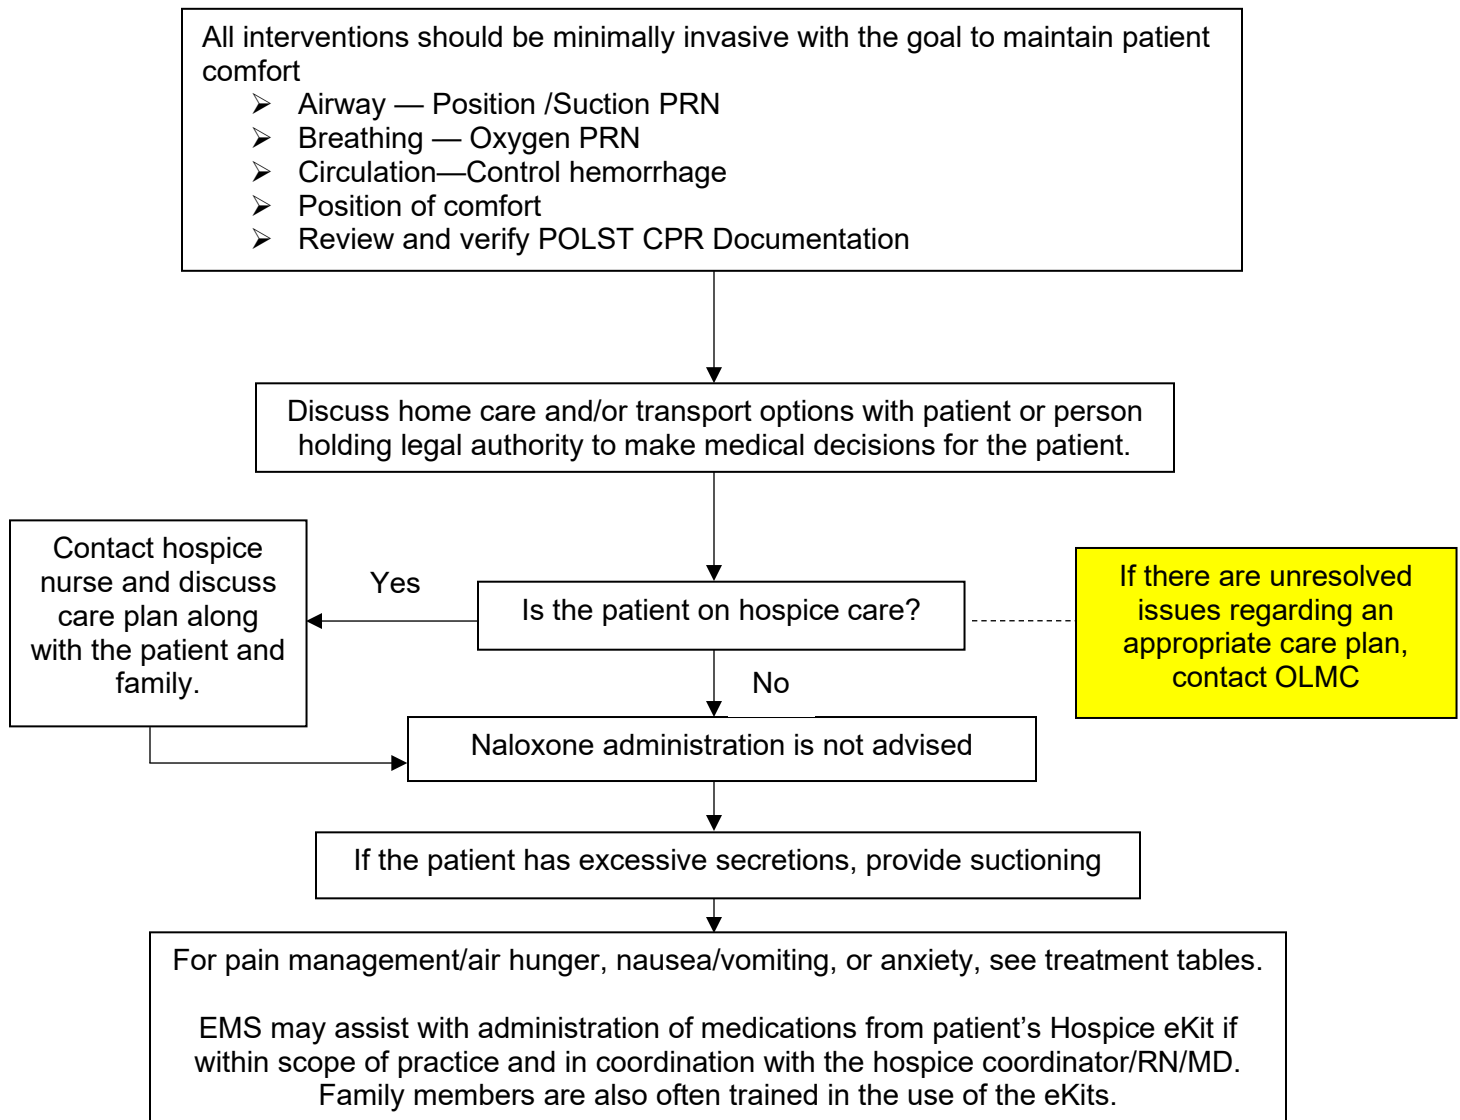 All interventions should be minimally invasive with the goal to maintain patient
comfort
➢ Airway — Position /Suction PRN
➢ Breathing — Oxygen PRN
➢ Circulation—Control hemorrhage
➢ Position of comfort
➢ Review and verify POLST CPR Documentation
Discuss home care and/or transport options with patient or person
holding legal authority to make medical decisions for the patient.
Contact hospice
nurse and discuss
care plan along
with the patient and
family.
Yes
Is the patient on hospice care?
If there are unresolved
issues regarding an
appropriate care plan,
contact OLMC
No
Naloxone administration is not advised
If the patient has excessive secretions, provide suctioning
For pain management/air hunger, nausea/vomiting, or anxiety, see treatment tables.
EMS may assist with administration of medications from patient’s Hospice eKit if
within scope of practice and in coordination with the hospice coordinator/RN/MD.
Family members are also often trained in the use of the eKits.